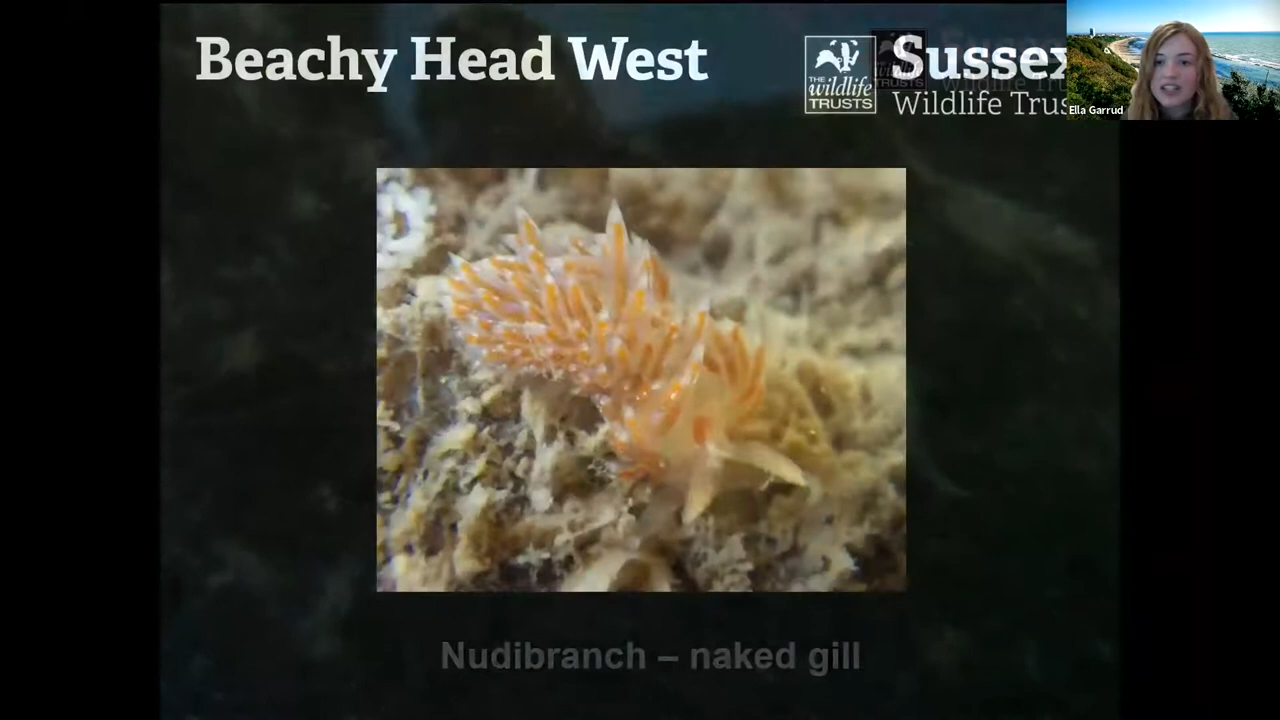 Beachy Head West
THE
wildlife
TRUSTS
Sussex
Wildlife Trus
Ella Garrud
Nudibranch – naked gill